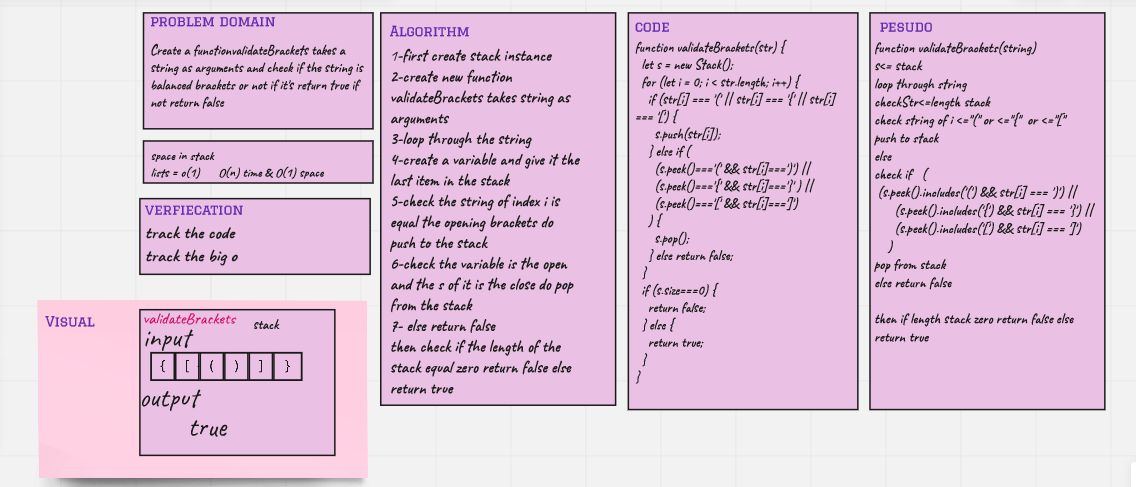 PROBLEM DOMAIN
Create a functionvalidateBrackets takes a
string as arguments and check if the string is
balanced brackets or not if it's return true if
not return false
space in stack
lists = o(1) O(n) time & O(1) space
VERFIECATION
track the code
track the big o
VISUAL
validateBrackets
stack
input
{ [ ( ) ] }
output
true
ALGORITHM
1-first create stack instance
2-create new function
validateBrackets takes string as
arguments
3-loop through the string
4-create a variable and give it the
last item in the stack
5-check the string of index i is
equal the opening brackets do
push to the stack
6-check the variable is the open
and the s of it is the close do pop
from the stack
7- else return false
then check if the length of the
stack equal zero return false else
return true
CODE
function validateBrackets(str) {
let s = new Stack();
for (let i = 0; i < str.length; i++) {
if (str[i] === '(' || str[i] === '{' || str[i]
=== '[') {
s.push(str[i]);
} else if (
(s.peek()==='(' && str[i]===')') ||
(s.peek()==='{' && str[i]==='}' ) ||
(s.peek()==='[' && str[i]===']')
) {
s.pop();
} else return false;
}
if (s.size===0) {
return false;
} else {
return true;
}
}
PESUDO
function validateBrackets(string)
s<= stack
loop through string
checkStr<=length stack
check string of i <="(" or <="{" or <="["
push to stack
else
check if (
(s.peek().includes('(') && str[i] === ')') ||
(s.peek().includes('{') && str[i] === '}') ||
(s.peek().includes('[') && str[i] === ']')
)
pop from stack
else return false
then if length stack zero return false else
return true